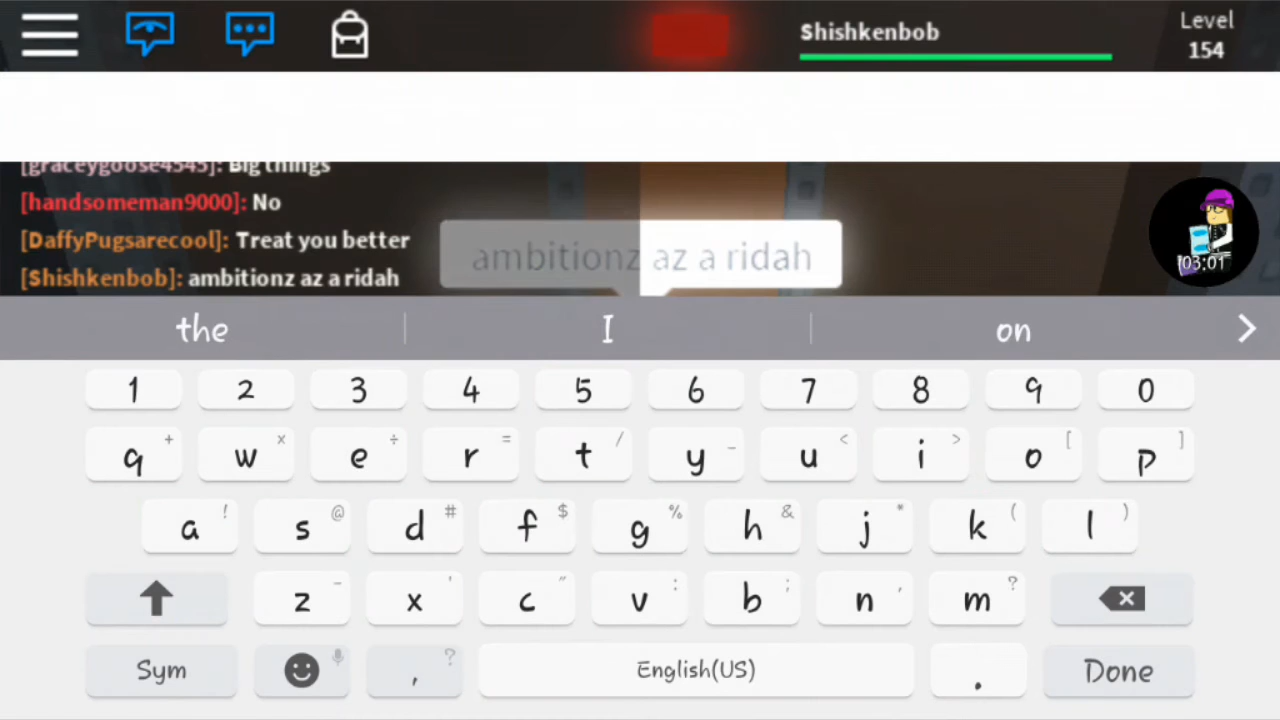 Shishkenbob
Level
154
[graceygoose4545]: Big things
[handsomeman9000]: No
[DaffyPugsarecool]: Treat you better
[Shishkenbob]: ambitionz az a ridah
ambitionz az a ridah
03:01
the I on
1 2 3 4 5 6 7 8 9 0
q + w x e ÷ r = t / y _ u < i > o [ p ]
a ! s @ d # f $ g % h & j * k ( l )
z - x ' c " v : b ; n , m ?
Sym , ? English(US) . Done